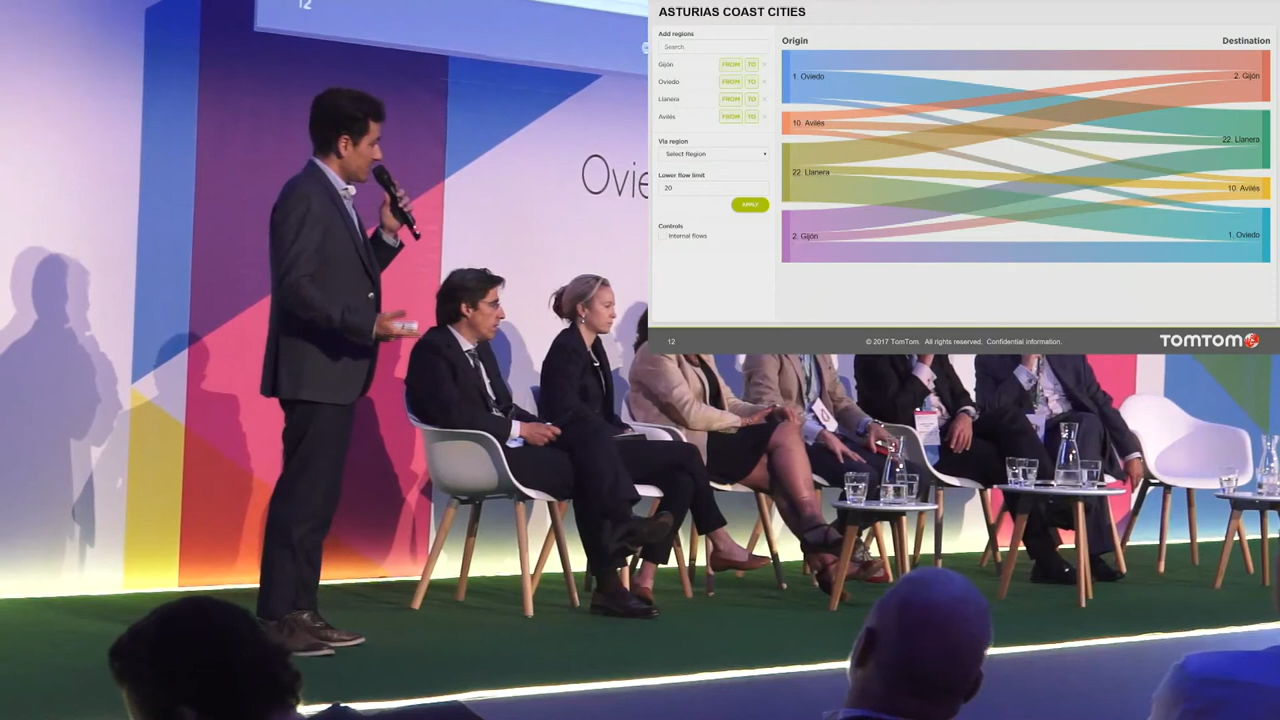 12
Ovie
ASTURIAS COAST CITIES
Add regions
Search
Gijón FROM TO ×
Oviedo FROM TO ×
Llanera FROM TO ×
Avilés FROM TO ×
Via region
Select Region
Lower flow limit
20
APPLY
Controls
Internal flows
Origin Destination
1. Oviedo 2. Gijón
10. Avilés 22. Llanera
22. Llanera 10. Avilés
2. Gijón 1. Oviedo
12 © 2017 TomTom. All rights reserved. Confidential information. TOMTOM